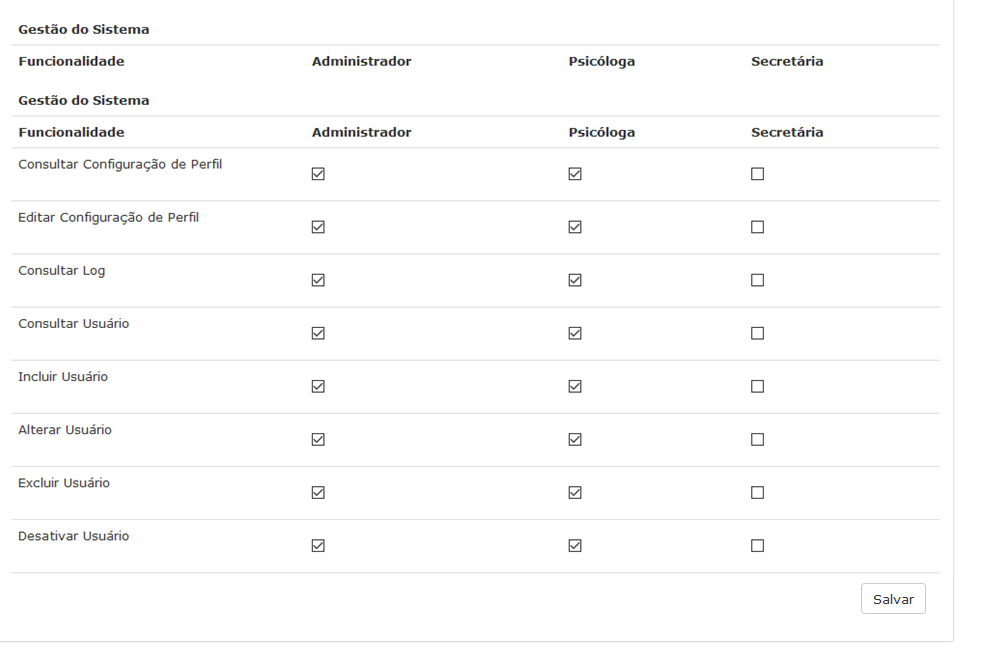 Gestão do Sistema
Funcionalidade Administrador Psicóloga Secretária
Gestão do Sistema
Funcionalidade Administrador Psicóloga Secretária
Consultar Configuração de Perfil
Editar Configuração de Perfil
Consultar Log
Consultar Usuário
Incluir Usuário
Alterar Usuário
Excluir Usuário
Desativar Usuário
Salvar